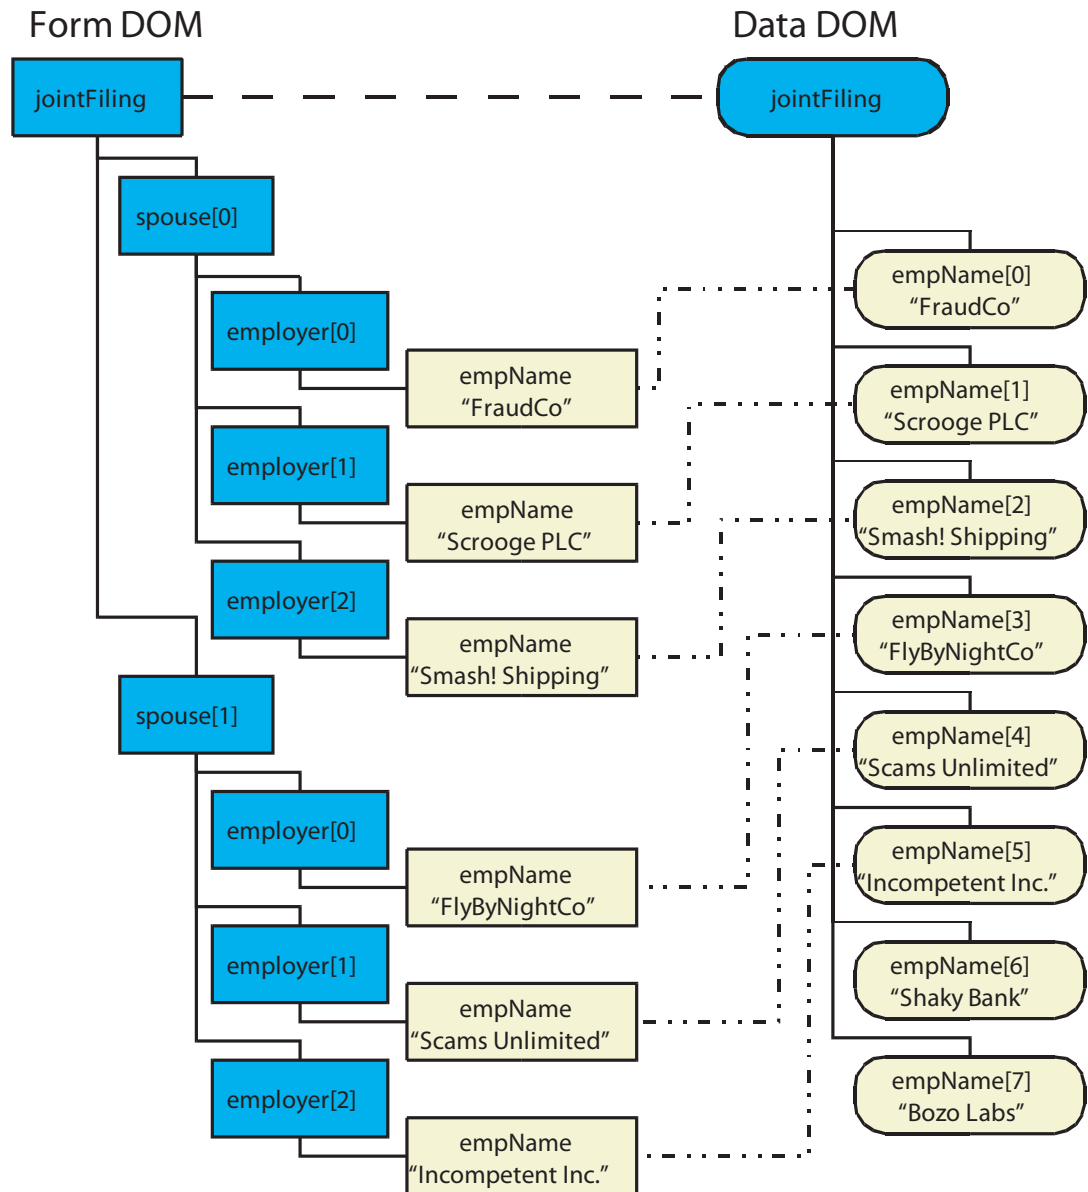 Form DOM
Data DOM
jointFiling
jointFiling
spouse[0]
employer[0]
empName
“FraudCo”
employer[1]
empName
“Scrooge PLC”
employer[2]
empName
“Smash! Shipping”
spouse[1]
employer[0]
empName
“FlyByNightCo”
employer[1]
empName
“Scams Unlimited”
employer[2]
empName
“Incompetent Inc.”
empName[0]
“FraudCo”
empName[1]
“Scrooge PLC”
empName[2]
“Smash! Shipping”
empName[3]
“FlyByNightCo”
empName[4]
“Scams Unlimited”
empName[5]
“Incompetent Inc.”
empName[6]
“Shaky Bank”
empName[7]
“Bozo Labs”